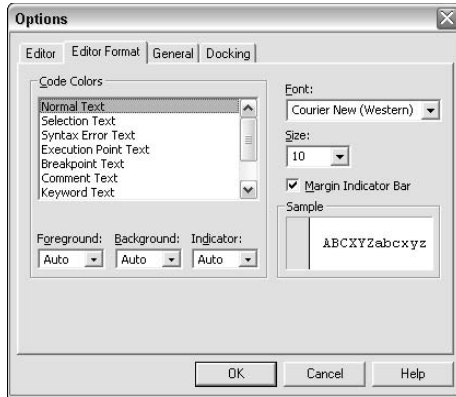 Options
Editor
Editor Format
General
Docking
Code Colors
Normal Text
Selection Text
Syntax Error Text
Execution Point Text
Breakpoint Text
Comment Text
Keyword Text
Foreground:
Background:
Indicator:
Auto
Auto
Auto
Font:
Courier New (Western)
Size:
10
Margin Indicator Bar
Sample
ABCXYZabcxyz
OK
Cancel
Help